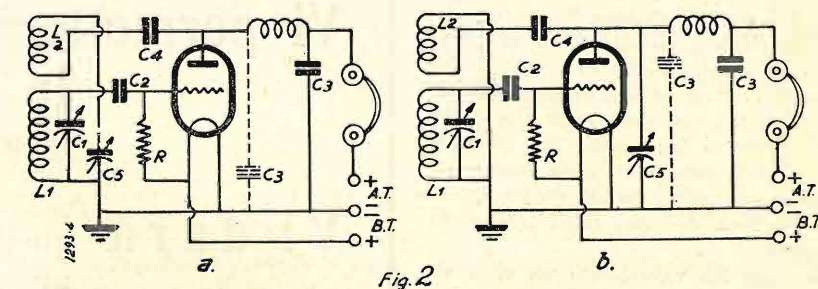 L2
C4
C2
C3
C1
C5
R
C3
L1
+
A.T.
−
B.T.
+
1293·6
a.
L2
C4
C2
C3
C3
C1
R
C5
L1
+
A.T.
−
B.T.
+
b.
Fig. 2